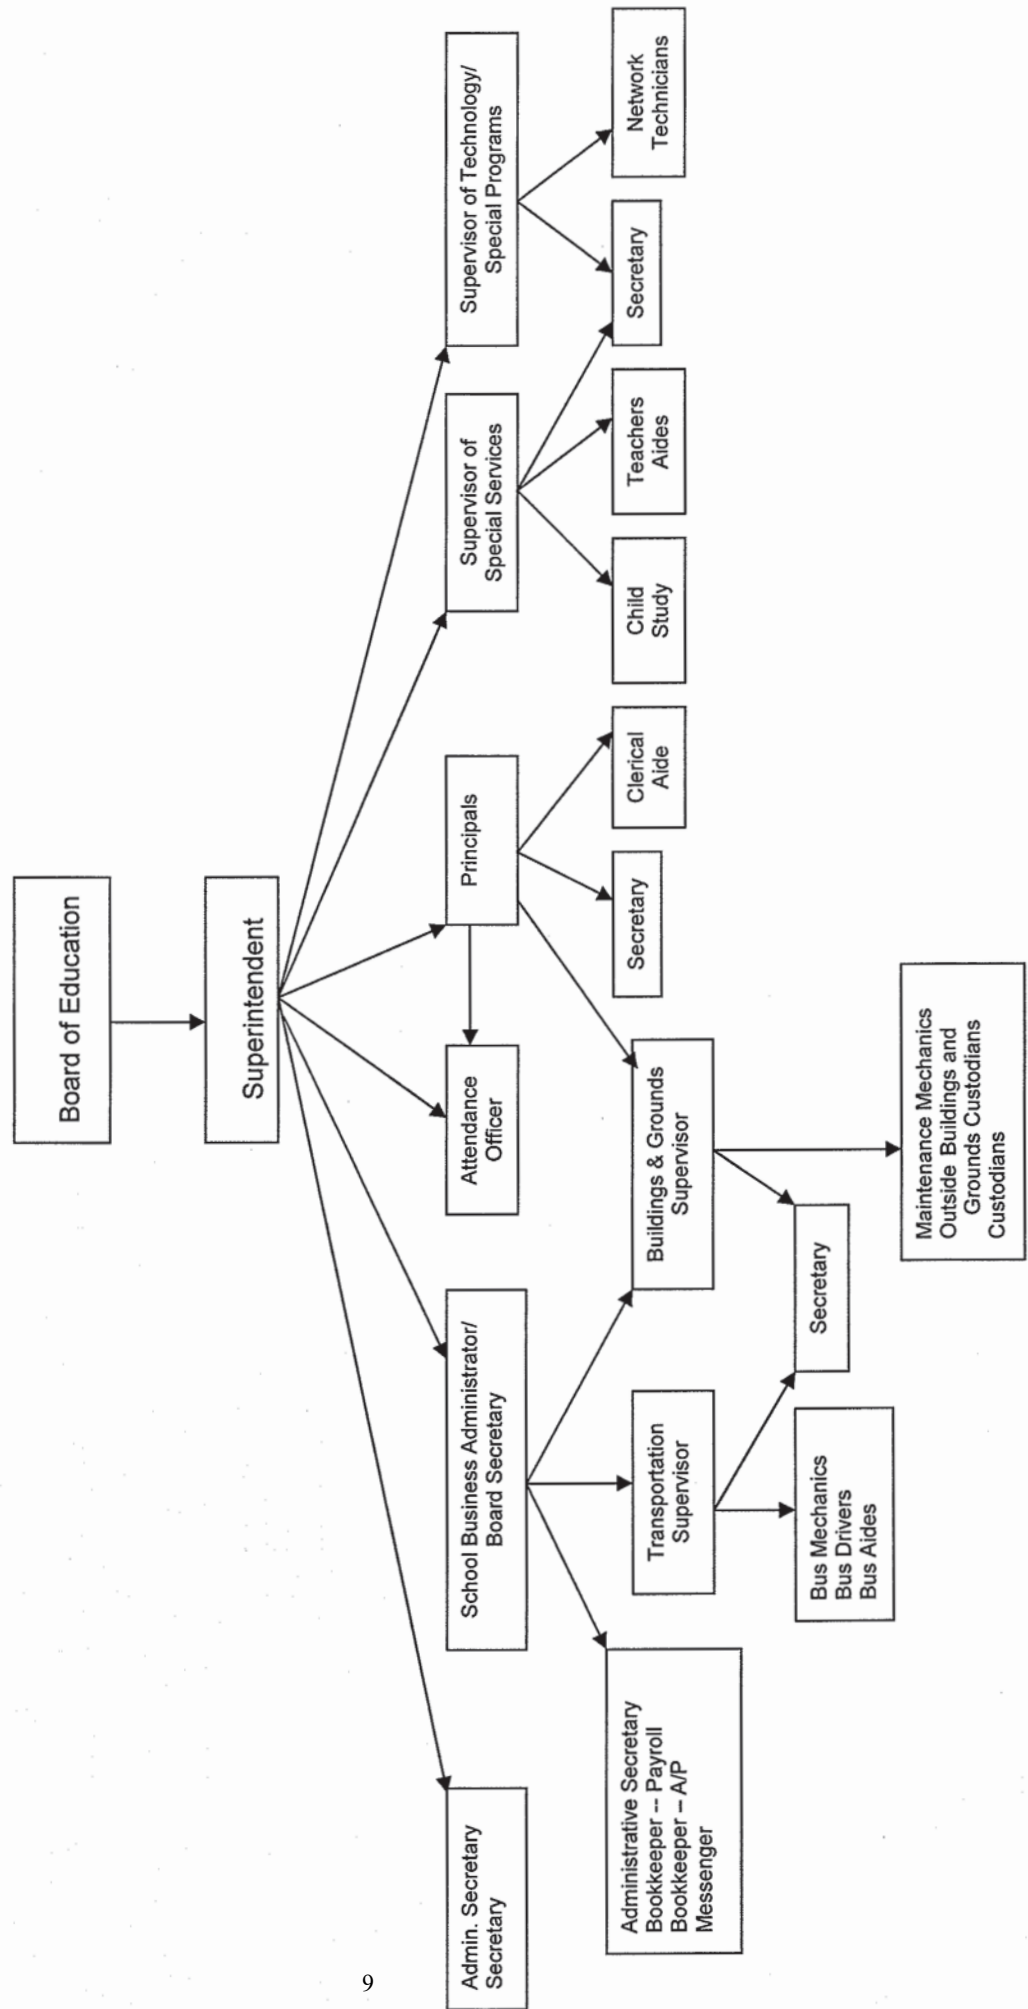 Board of Education
Superintendent
Admin. Secretary
Secretary
School Business Administrator/
Board Secretary
Attendance
Officer
Principals
Supervisor of
Special Services
Supervisor of Technology/
Special Programs
Administrative Secretary
Bookkeeper -- Payroll
Bookkeeper – A/P
Messenger
Transportation
Supervisor
Buildings & Grounds
Supervisor
Secretary
Clerical
Aide
Child
Study
Teachers
Aides
Secretary
Network
Technicians
Bus Mechanics
Bus Drivers
Bus Aides
Secretary
Maintenance Mechanics
Outside Buildings and
Grounds Custodians
Custodians
9